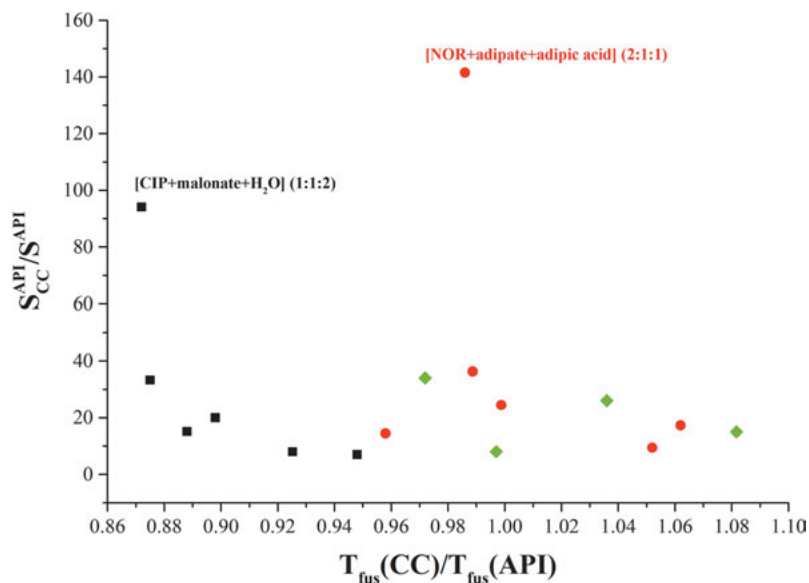 160
[NOR+adipate+adipic acid] (2:1:1)
140
120
100
[CIP+malonate+H₂O] (1:1:2)
80
60
40
20
0
S_CC^API/S^API
0.86 0.88 0.90 0.92 0.94 0.96 0.98 1.00 1.02 1.04 1.06 1.08 1.10
T_fus(CC)/T_fus(API)